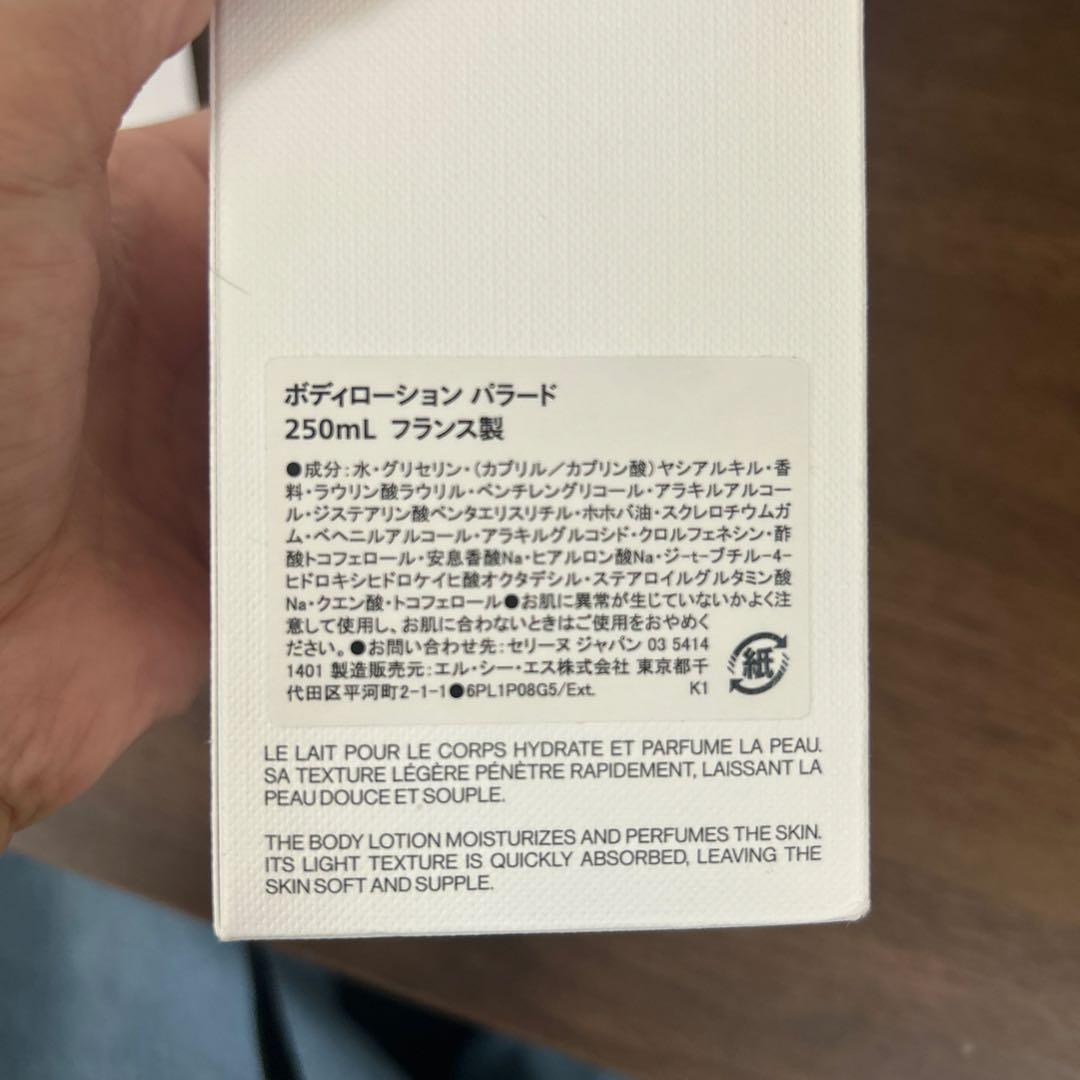 ボディローション パラード
250mL フランス製
●成分:水・グリセリン・(カプリル/カプリン酸)ヤシアルキル・香
料・ラウリン酸ラウリル・ペンチレングリコール・アラキルアルコー
ル・ジステアリン酸ペンタエリスリチル・ホホバ油・スクレロチウムガ
ム・ベヘニルアルコール・アラキルグルコシド・クロルフェネシン・酢
酸トコフェロール・安息香酸Na・ヒアルロン酸Na・ジ-t-ブチル-4-
ヒドロキシヒドロケイヒ酸オクタデシル・ステアロイルグルタミン酸
Na・クエン酸・トコフェロール●お肌に異常が生じていないかよく注
意して使用し、お肌に合わないときはご使用をおやめく
ださい。●お問い合わせ先:セリーヌ ジャパン 03 5414
1401 製造販売元:エル・シー・エス株式会社 東京都千
代田区平河町2-1-1●6PL1P08G5/Ext. K1
紙
LE LAIT POUR LE CORPS HYDRATE ET PARFUME LA PEAU.
SA TEXTURE LÉGÈRE PÉNÈTRE RAPIDEMENT, LAISSANT LA
PEAU DOUCE ET SOUPLE.
THE BODY LOTION MOISTURIZES AND PERFUMES THE SKIN.
ITS LIGHT TEXTURE IS QUICKLY ABSORBED, LEAVING THE
SKIN SOFT AND SUPPLE.